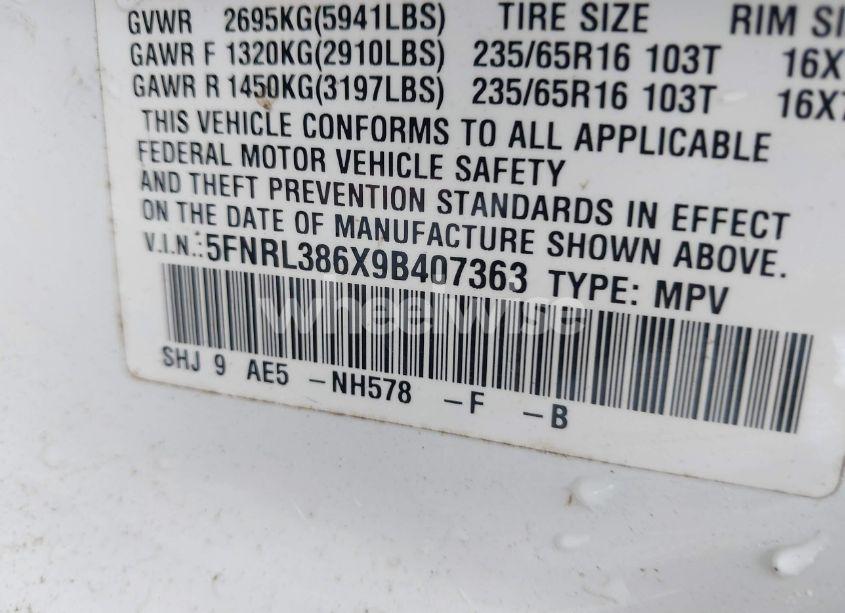 GVWR 2695KG(5941LBS) TIRE SIZE RIM
GAWR F 1320KG(2910LBS) 235/65R16 103T
GAWR R 1450KG(3197LBS) 235/65R16 103T
THIS VEHICLE CONFORMS TO ALL APPLICABLE
FEDERAL MOTOR VEHICLE SAFETY
AND THEFT PREVENTION STANDARDS IN EFFECT
ON THE DATE OF MANUFACTURE SHOWN ABOVE.
V.I.N.:5FNRL386X9B407363 TYPE: MPV
wheelwise
SHJ 9 AE5 -NH578 -F -B